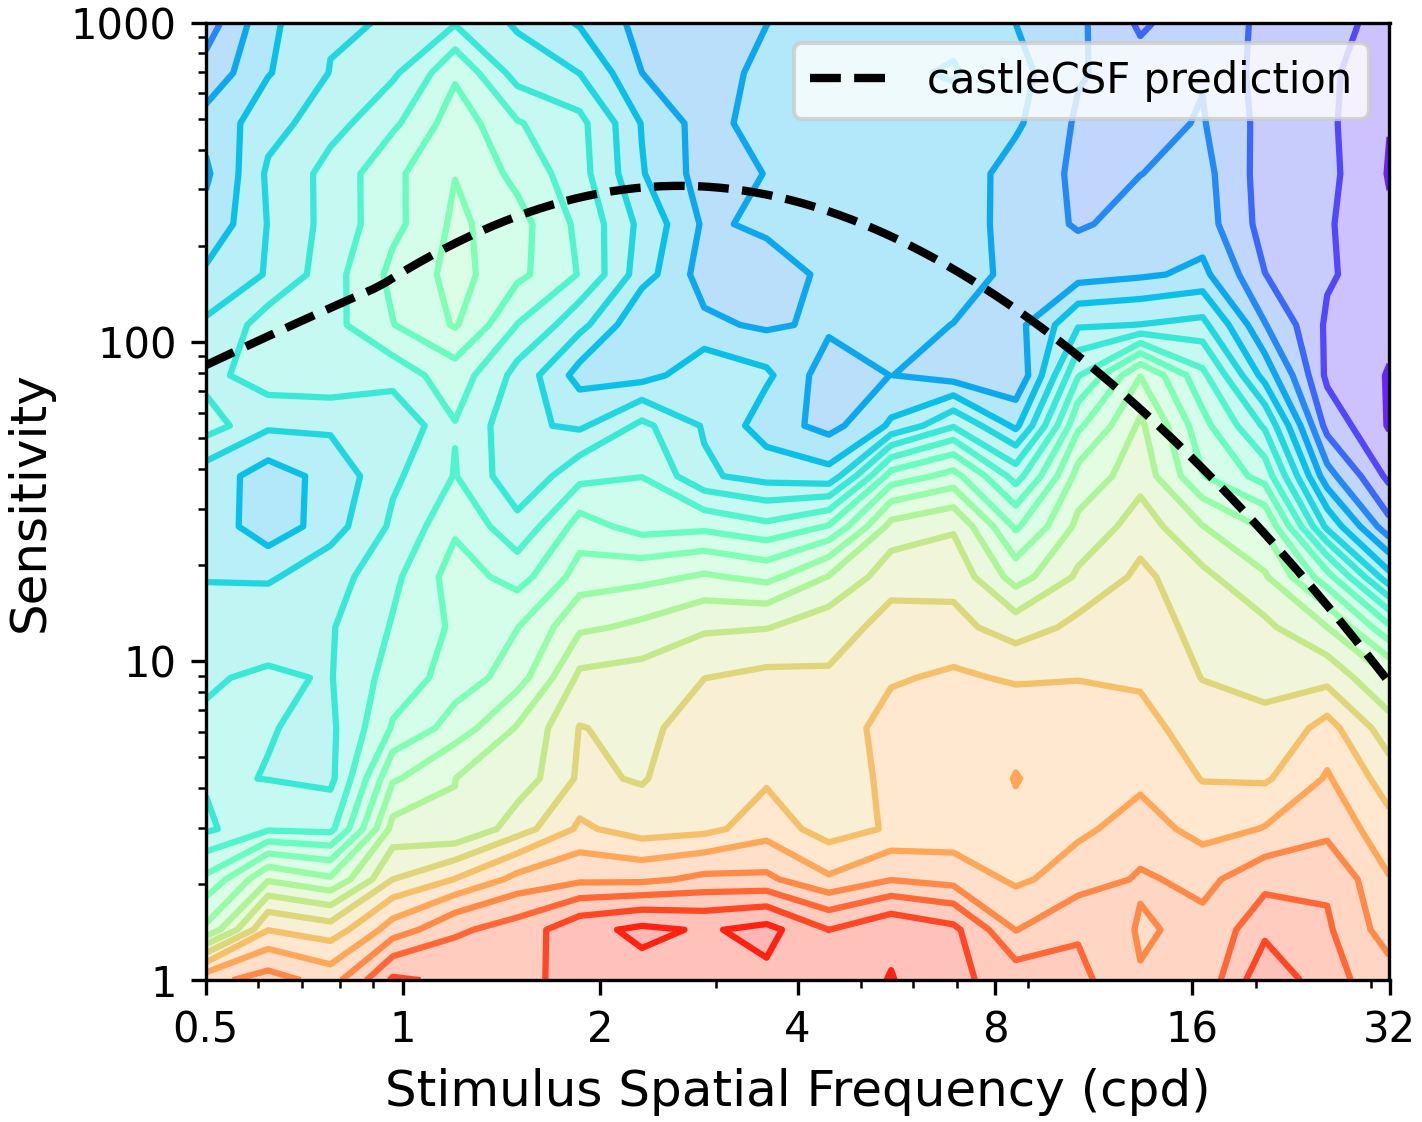 1000
castleCSF prediction
100
Sensitivity
10
1
0.5 1 2 4 8 16 32
Stimulus Spatial Frequency (cpd)